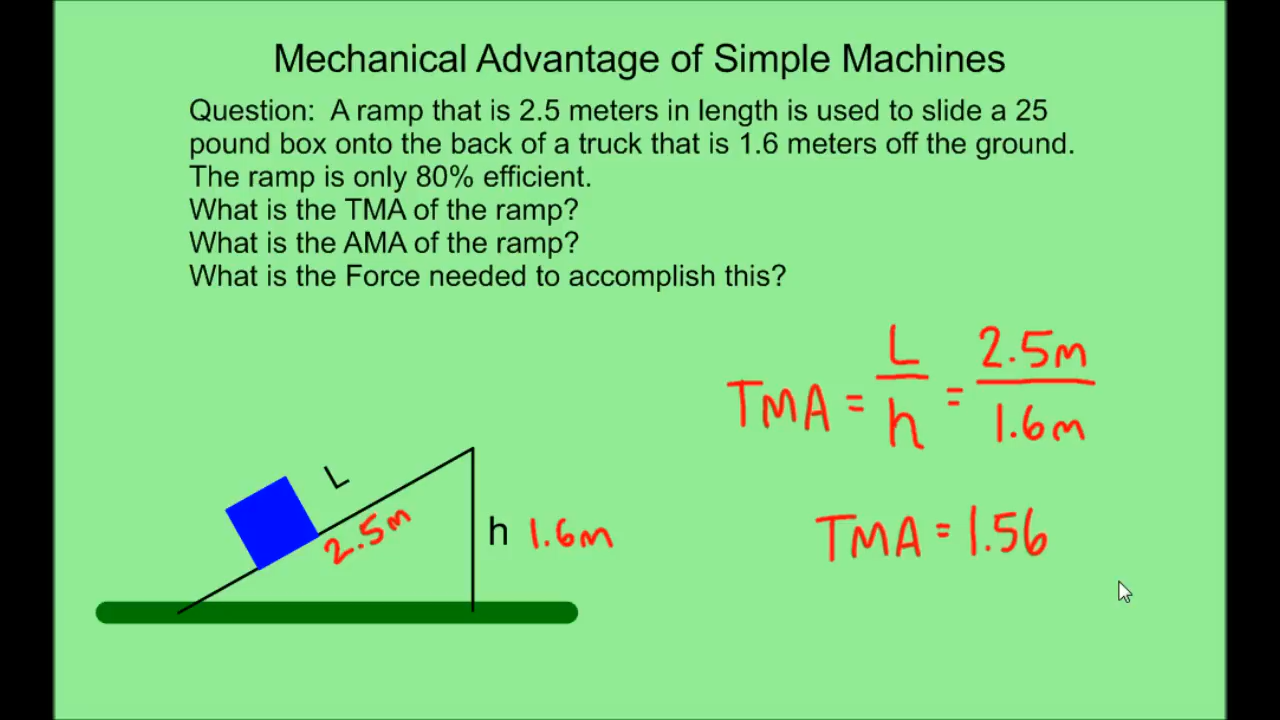 Mechanical Advantage of Simple Machines
Question: A ramp that is 2.5 meters in length is used to slide a 25
pound box onto the back of a truck that is 1.6 meters off the ground.
The ramp is only 80% efficient.
What is the TMA of the ramp?
What is the AMA of the ramp?
What is the Force needed to accomplish this?
TMA = L/h = 2.5m/1.6m
TMA = 1.56
L
2.5m
h 1.6m